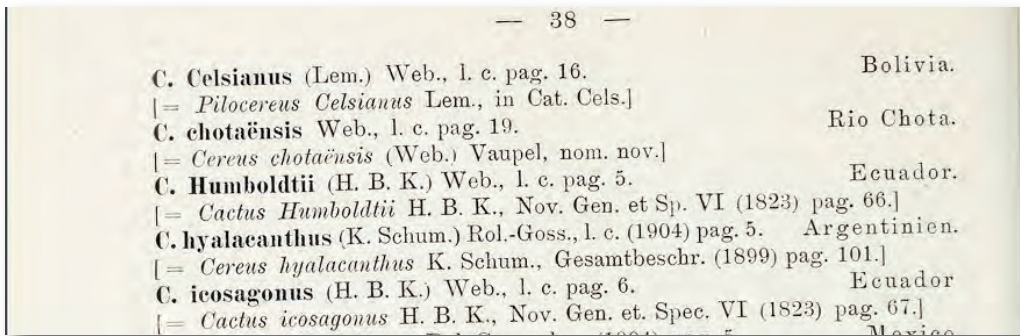 — 38 —
C. Celsianus (Lem.) Web., l. c. pag. 16. Bolivia.
[= Pilocereus Celsianus Lem., in Cat. Cels.]
C. chotaënsis Web., l. c. pag. 19. Rio Chota.
[= Cereus chotaënsis (Web.) Vaupel, nom. nov.]
C. Humboldtii (H. B. K.) Web., l. c. pag. 5. Ecuador.
[= Cactus Humboldtii H. B. K., Nov. Gen. et Sp. VI (1823) pag. 66.]
C. hyalacanthus (K. Schum.) Rol.-Goss., l. c. (1904) pag. 5. Argentinien.
[= Cereus hyalacanthus K. Schum., Gesamtbeschr. (1899) pag. 101.]
C. icosagonus (H. B. K.) Web., l. c. pag. 6. Ecuador
[= Cactus icosagonus H. B. K., Nov. Gen. et Spec. VI (1823) pag. 67.]
Mexico